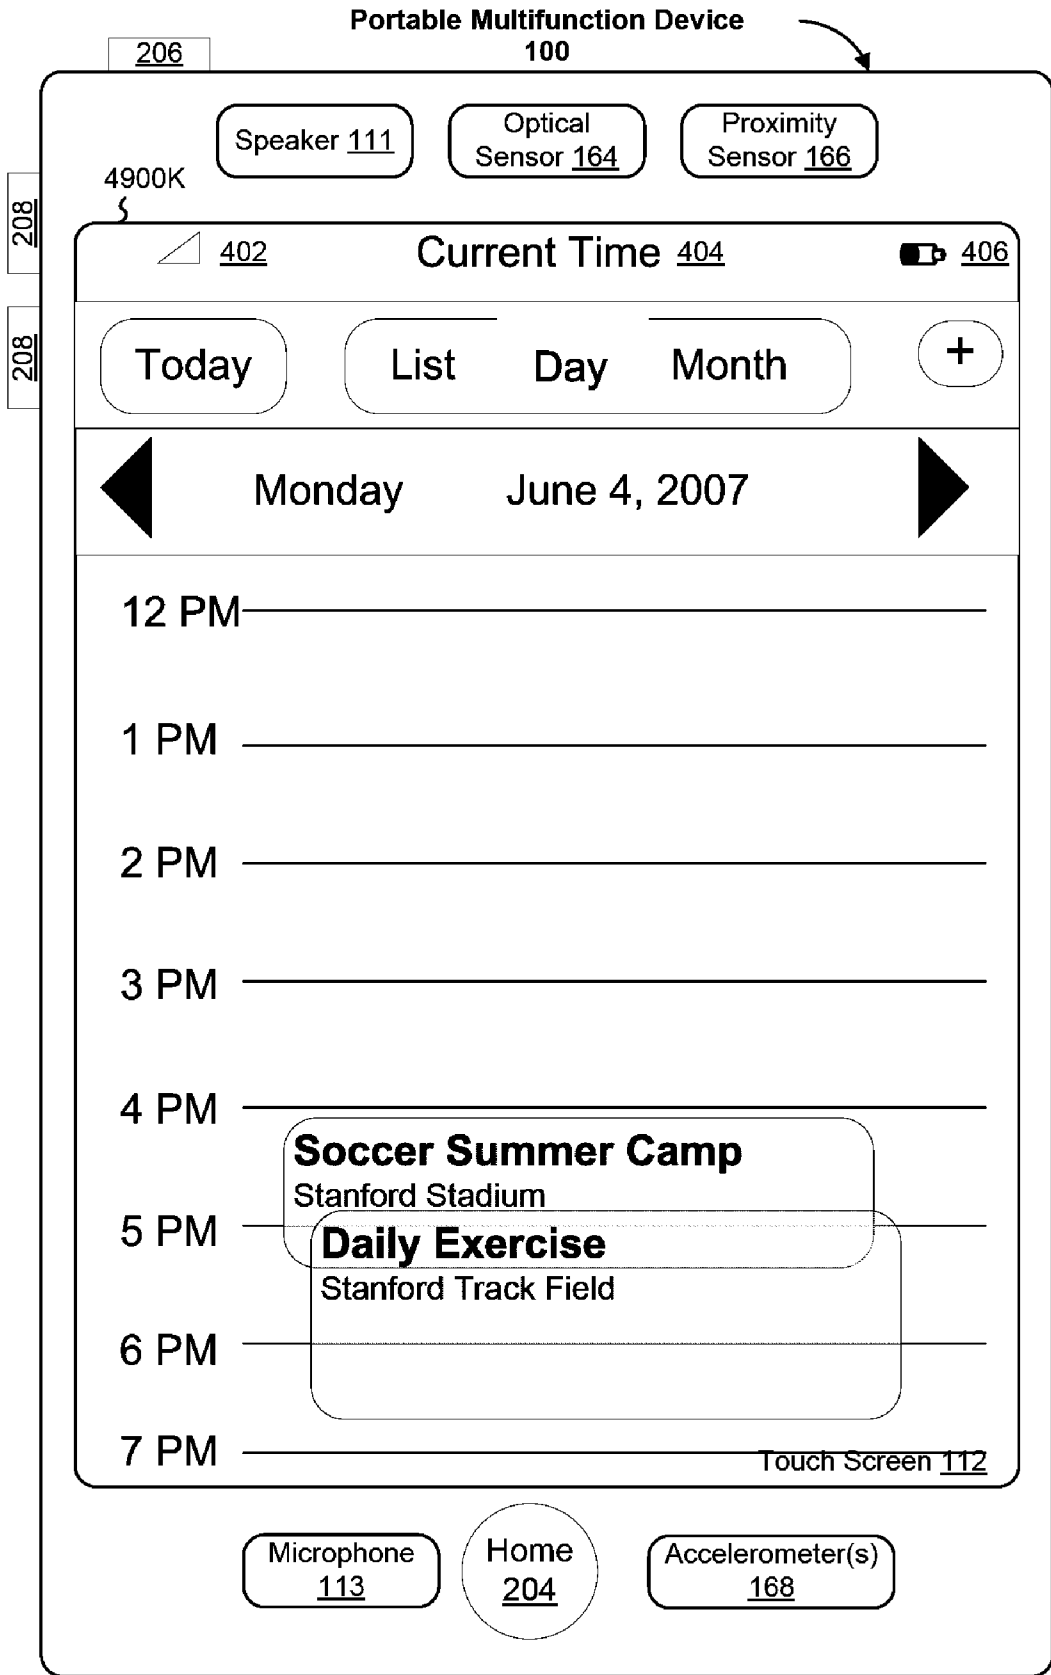 Portable Multifunction Device
100
206
Speaker 111
Optical
Sensor 164
Proximity
Sensor 166
4900K
208
208
402
Current Time 404
406
Today
List
Day
Month
+
Monday
June 4, 2007
12 PM
1 PM
2 PM
3 PM
4 PM
Soccer Summer Camp
Stanford Stadium
5 PM
Daily Exercise
Stanford Track Field
6 PM
7 PM
Touch Screen 112
Microphone
113
Home
204
Accelerometer(s)
168